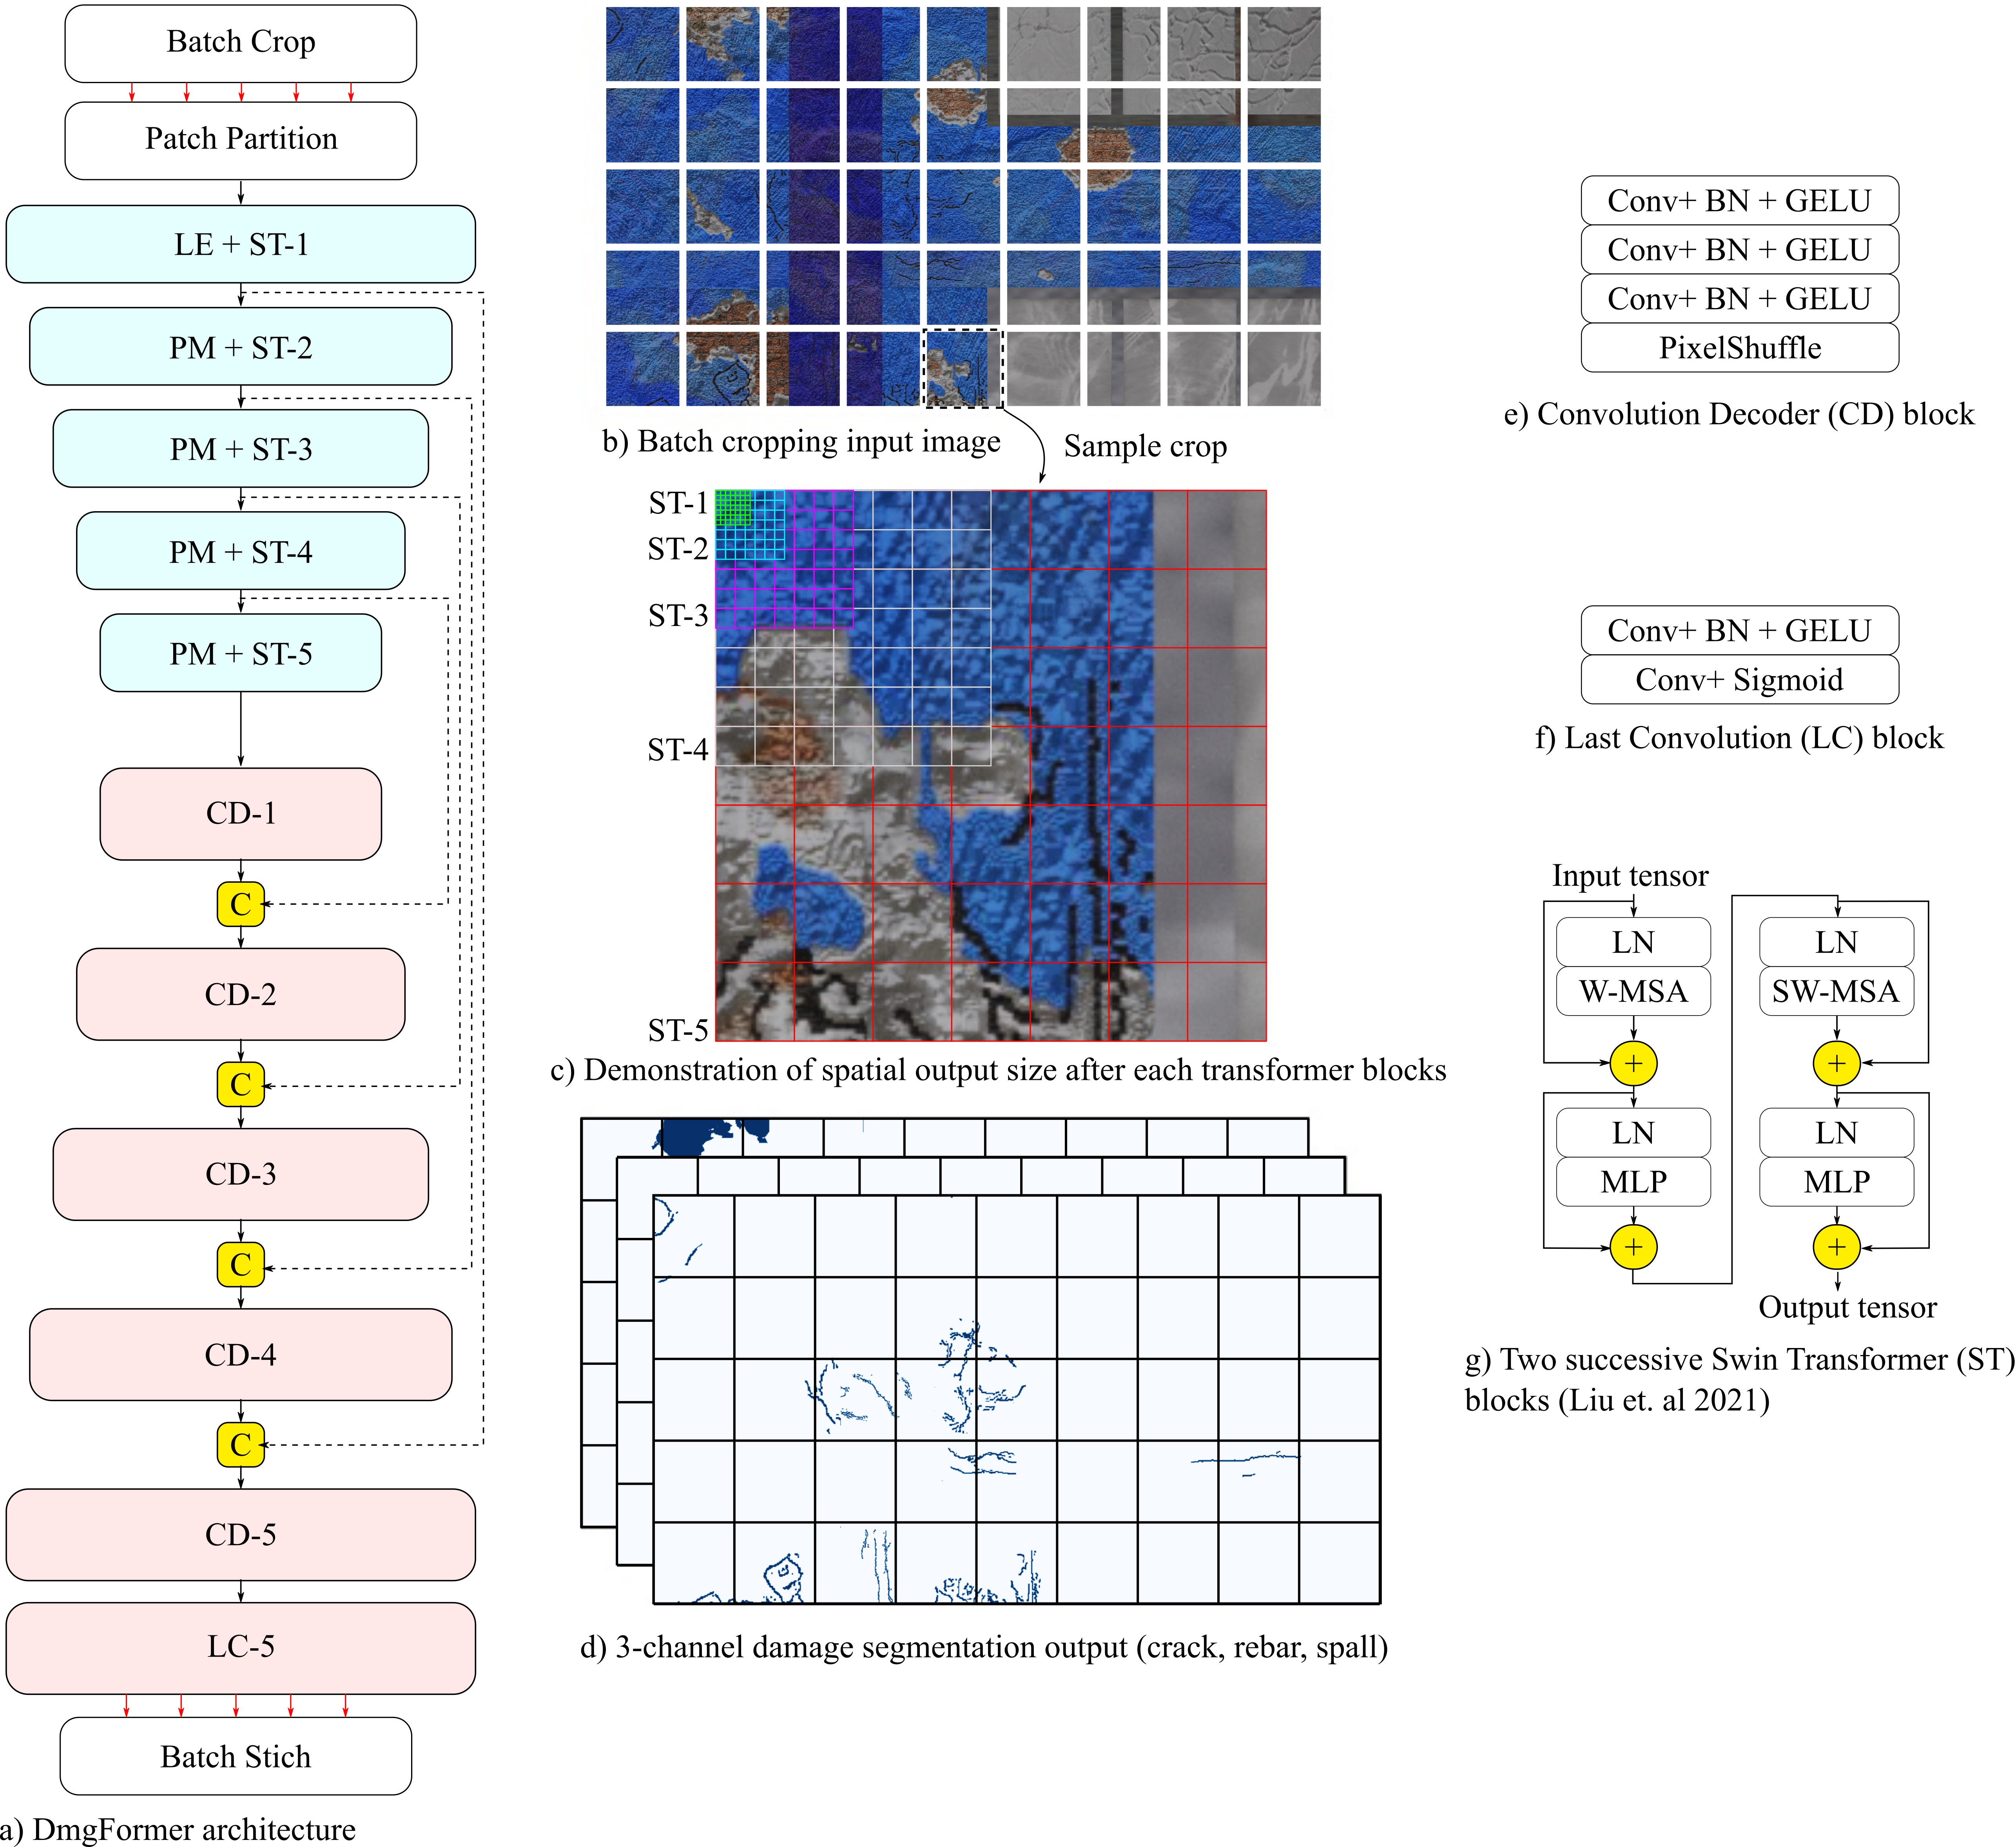 Batch Crop
Patch Partition
LE + ST-1
PM + ST-2
PM + ST-3
PM + ST-4
PM + ST-5
CD-1
C
CD-2
C
CD-3
C
CD-4
C
CD-5
LC-5
Batch Stich
a) DmgFormer architecture
b) Batch cropping input image
Sample crop
ST-1
ST-2
ST-3
ST-4
ST-5
c) Demonstration of spatial output size after each transformer blocks
d) 3-channel damage segmentation output (crack, rebar, spall)
Conv+ BN + GELU
Conv+ BN + GELU
Conv+ BN + GELU
PixelShuffle
e) Convolution Decoder (CD) block
Conv+ BN + GELU
Conv+ Sigmoid
f) Last Convolution (LC) block
Input tensor
LN
W-MSA
+
LN
MLP
+
LN
SW-MSA
+
LN
MLP
+
Output tensor
g) Two successive Swin Transformer (ST)
blocks (Liu et. al 2021)